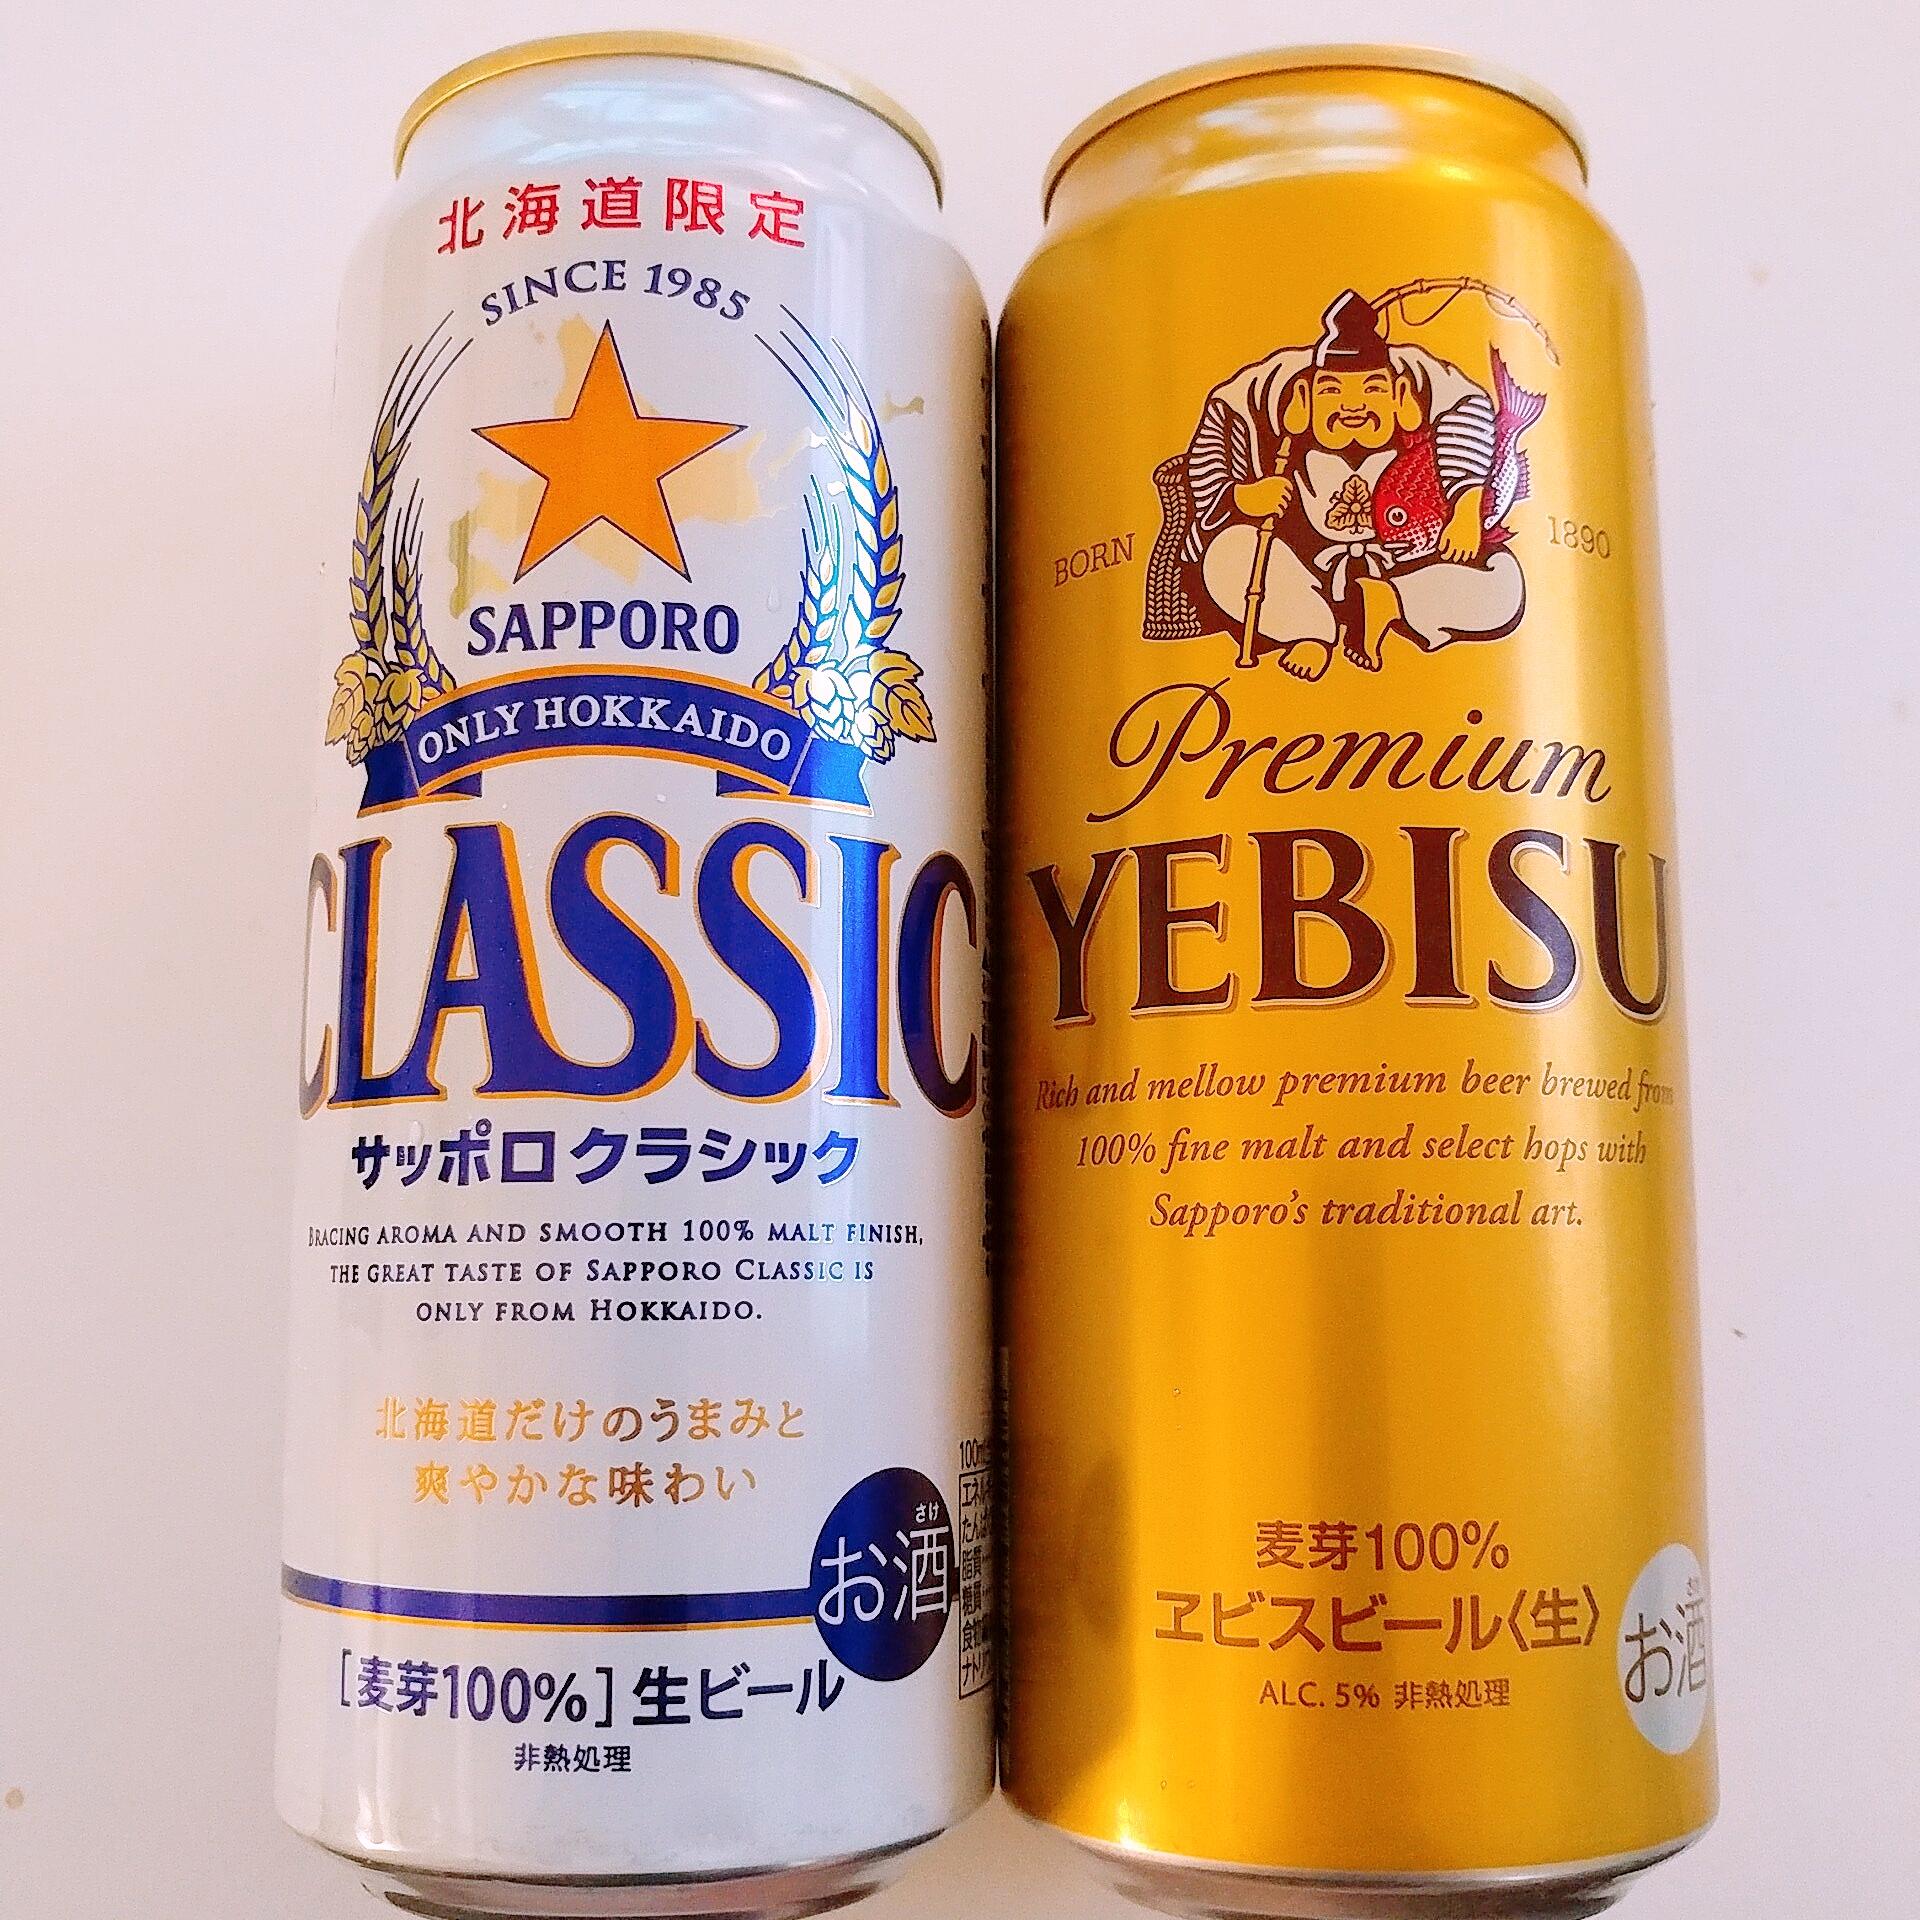 北海道限定
SINCE 1985
SAPPORO
ONLY HOKKAIDO
CLASSIC
サッポロクラシック
BRACING AROMA AND SMOOTH 100% MALT FINISH,
THE GREAT TASTE OF SAPPORO CLASSIC IS
ONLY FROM HOKKAIDO.
北海道だけのうまみと
爽やかな味わい
さけ
お酒
[麦芽100%]生ビール
非熱処理
BORN 1890
Premium
YEBISU
Rich and mellow premium beer brewed from
100% fine malt and select hops with
Sapporo's traditional art.
麦芽100%
ヱビスビール〈生〉
ALC. 5% 非熱処理
お酒